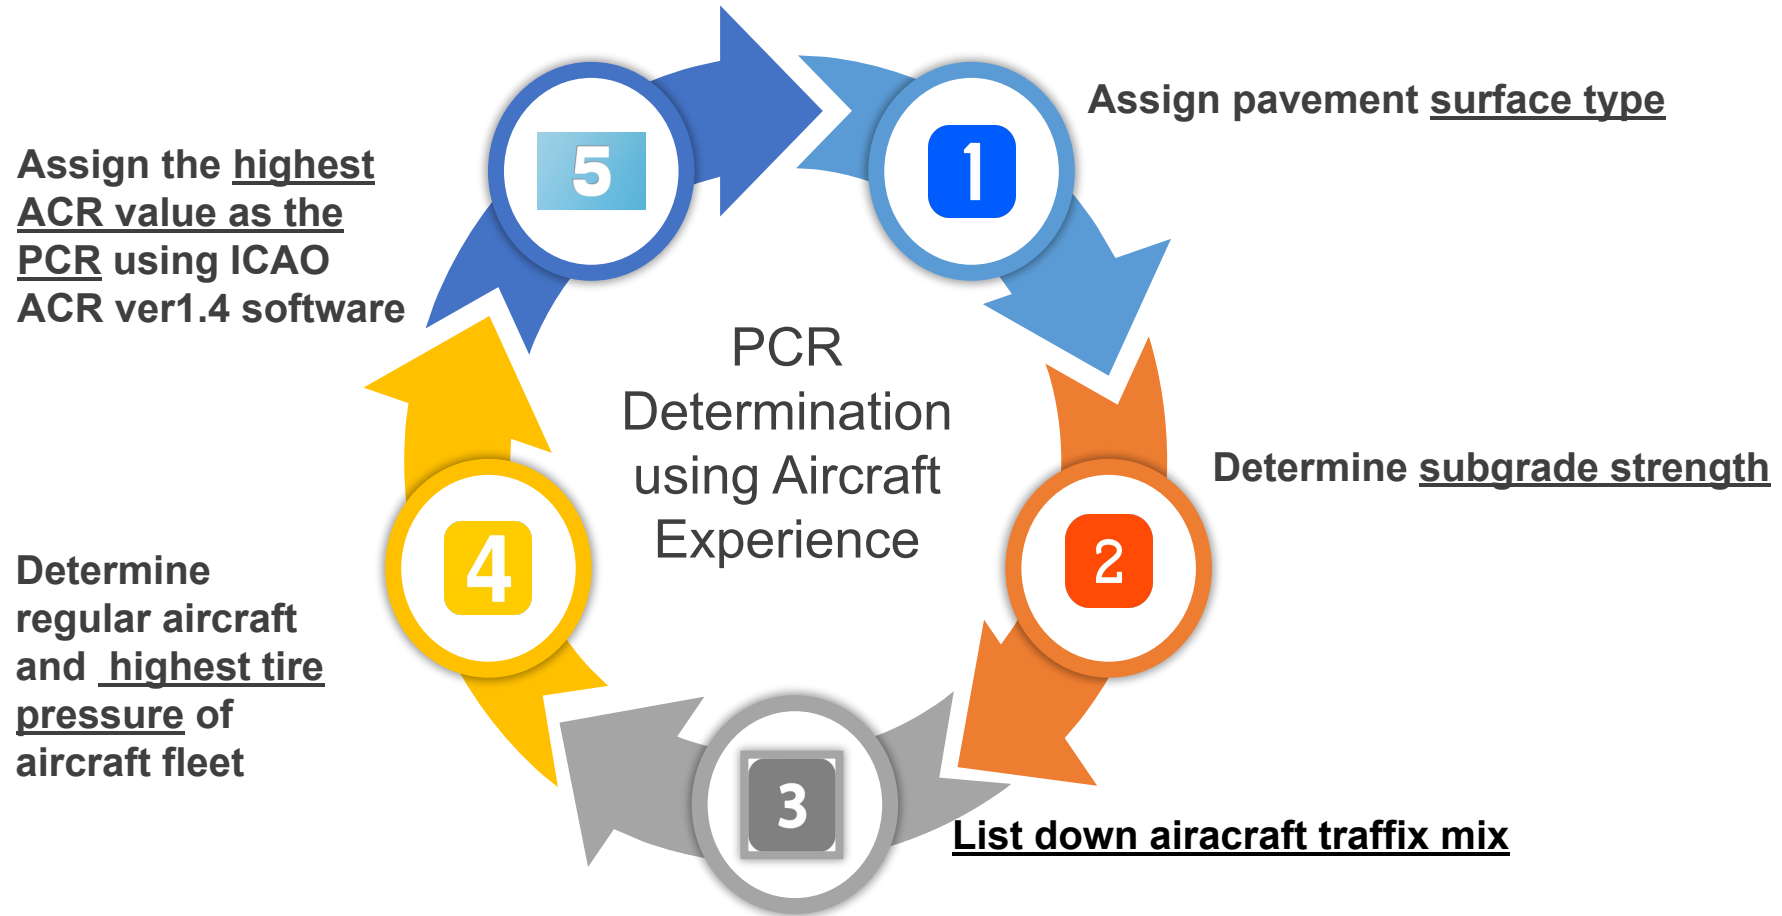 1
Assign pavement surface type
2
Determine subgrade strength
3
List down airacraft traffix mix
4
Determine
regular aircraft
and highest tire
pressure of
aircraft fleet
5
Assign the highest
ACR value as the
PCR using ICAO
ACR ver1.4 software
PCR
Determination
using Aircraft
Experience